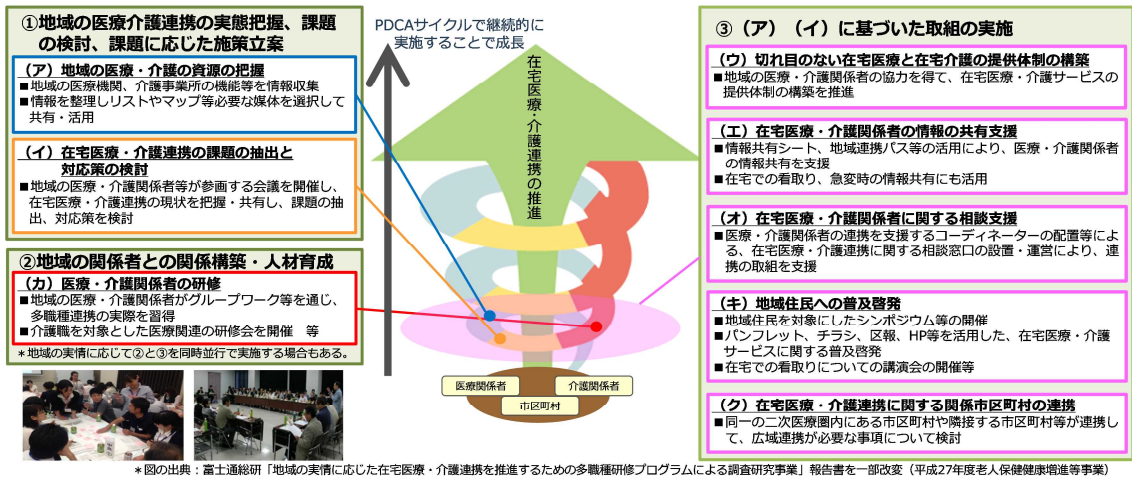 ①地域の医療介護連携の実態把握、課題
の検討、課題に応じた施策立案
（ア）地域の医療・介護の資源の把握
■地域の医療機関、介護事業所の機能等を情報収集
■情報を整理しリストやマップ等必要な媒体を選択して
共有・活用
（イ）在宅医療・介護連携の課題の抽出と
対応策の検討
■地域の医療・介護関係者等が参画する会議を開催し、
在宅医療・介護連携の現状を把握・共有し、課題の抽
出、対応策を検討
②地域の関係者との関係構築・人材育成
（カ）医療・介護関係者の研修
■地域の医療・介護関係者がグループワーク等を通じ、
多職種連携の実際を習得
■介護職を対象とした医療関連の研修会を開催　等
＊地域の実情に応じて②と③を同時並行で実施する場合もある。
PDCAサイクルで継続的に
実施することで成長
在宅医療・介護連携の推進
医療関係者
介護関係者
市区町村
③（ア）（イ）に基づいた取組の実施
（ウ）切れ目のない在宅医療と在宅介護の提供体制の構築
■地域の医療・介護関係者の協力を得て、在宅医療・介護サービスの
提供体制の構築を推進
（エ）在宅医療・介護関係者の情報の共有支援
■情報共有シート、地域連携パス等の活用により、医療・介護関係者
の情報共有を支援
■在宅での看取り、急変時の情報共有にも活用
（オ）在宅医療・介護関係者に関する相談支援
■医療・介護関係者の連携を支援するコーディネーターの配置等によ
る、在宅医療・介護連携に関する相談窓口の設置・運営により、連
携の取組を支援
（キ）地域住民への普及啓発
■地域住民を対象にしたシンポジウム等の開催
■パンフレット、チラシ、区報、HP等を活用した、在宅医療・介護
サービスに関する普及啓発
■在宅での看取りについての講演会の開催等
（ク）在宅医療・介護連携に関する関係市区町村の連携
■同一の二次医療圏内にある市区町村や隣接する市区町村等が連携し
て、広域連携が必要な事項について検討
＊図の出典：富士通総研「地域の実情に応じた在宅医療・介護連携を推進するための多職種研修プログラムによる調査研究事業」報告書を一部改変（平成27年度老人保健健康増進等事業）